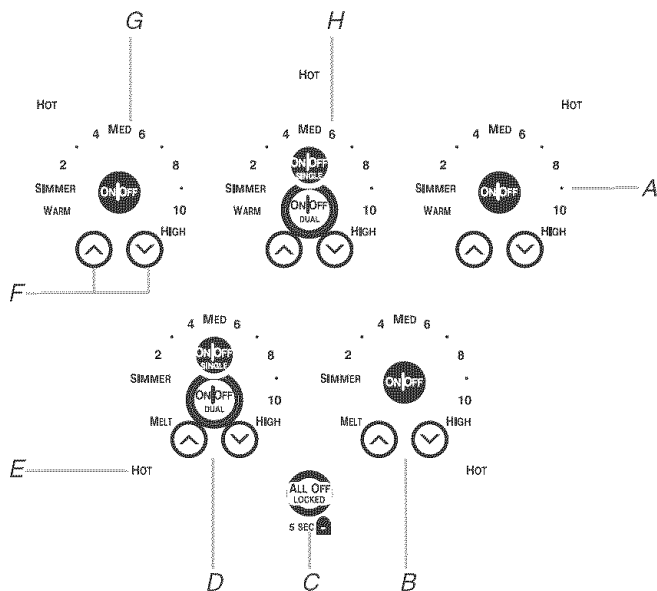 G H
HOT
HOT HOT
4 MED 6 4 MED 6 4 MED 6
2 8 2 ON OFF SINGLE 8 2 8
SIMMER ON OFF SIMMER SIMMER ON OFF A
WARM 10 WARM ON OFF DUAL 10 WARM 10
HIGH HIGH HIGH
F
4 MED 6 4 MED 6
2 ON OFF SINGLE 8 2 8
SIMMER SIMMER ON OFF
ON OFF DUAL 10 10
MELT HIGH MELT HIGH
E HOT HOT
ALL OFF
LOCKED
5 SEC
D C B